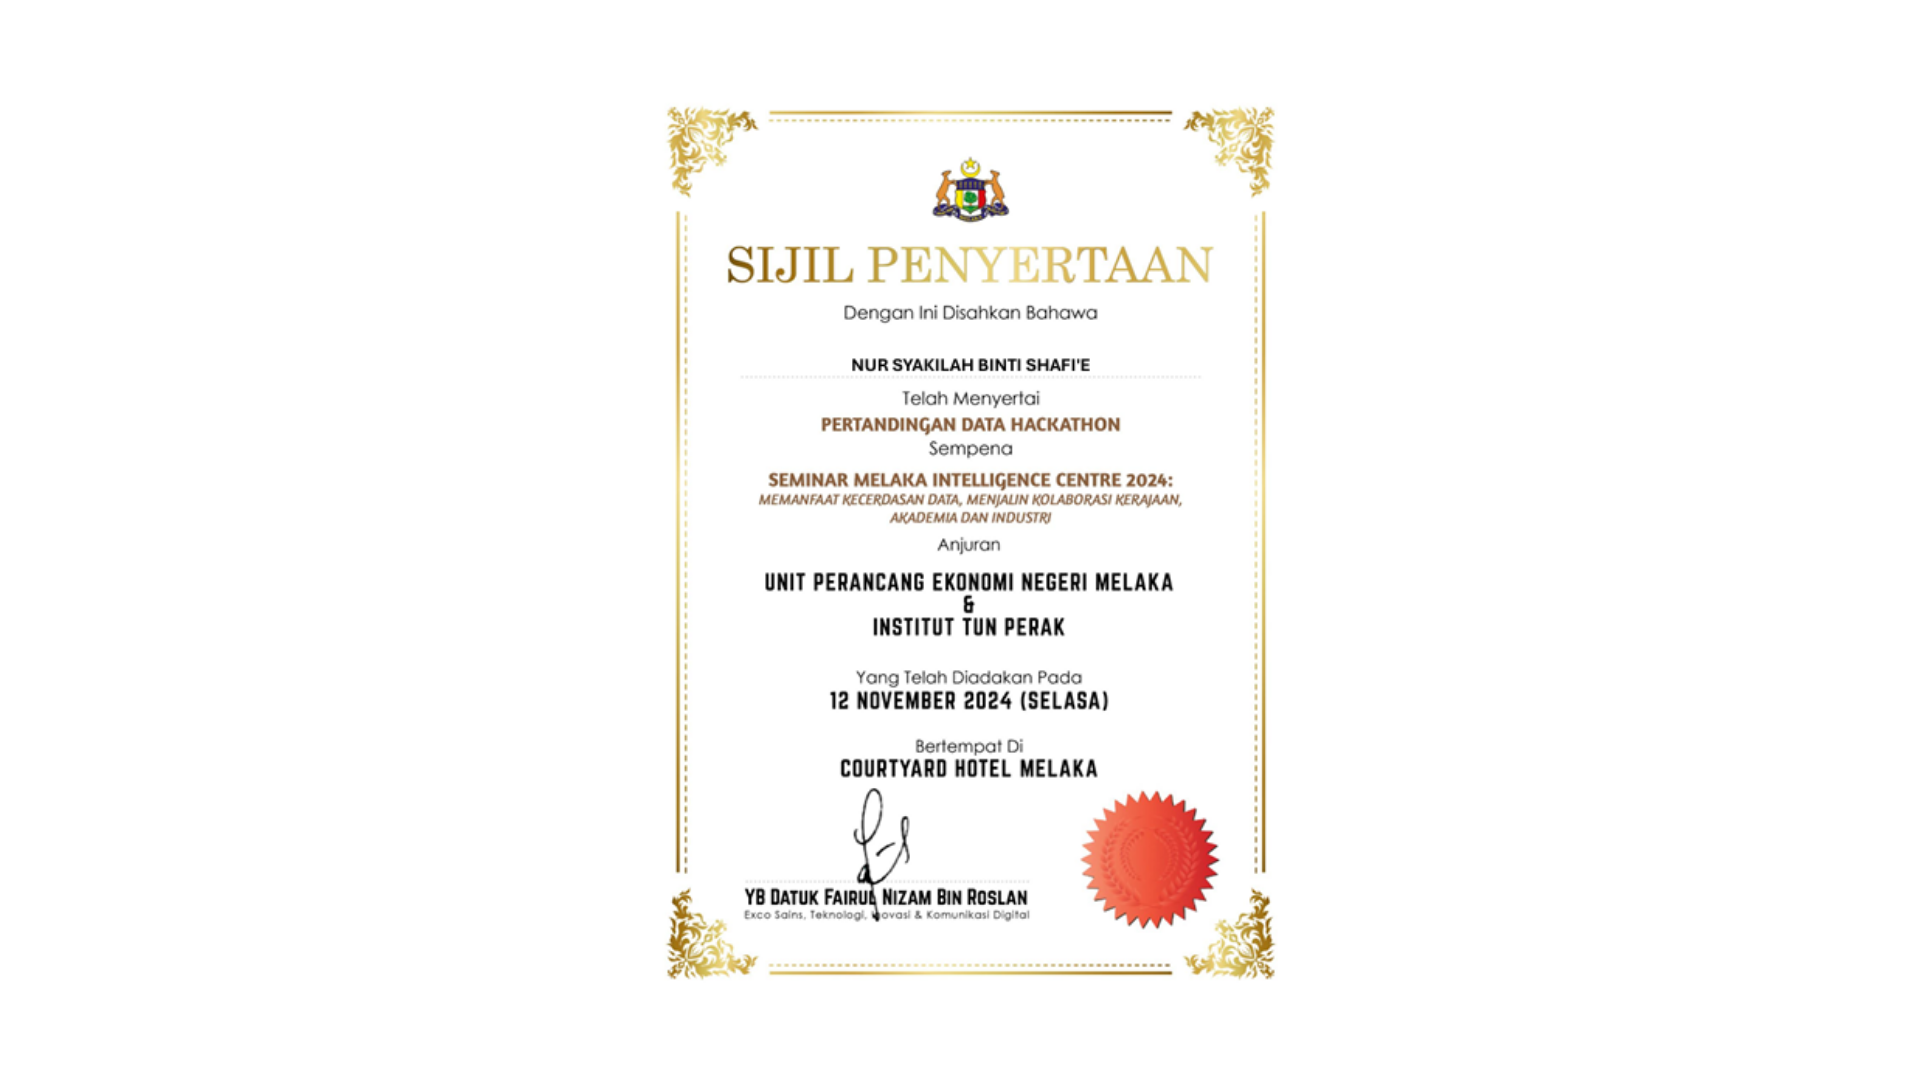 SIJIL PENYERTAAN
Dengan Ini Disahkan Bahawa
NUR SYAKILAH BINTI SHAFI'E
Telah Menyertai
PERTANDINGAN DATA HACKATHON
Sempena
SEMINAR MELAKA INTELLIGENCE CENTRE 2024:
MEMANFAAT KECERDASAN DATA, MENJALIN KOLABORASI KERAJAAN,
AKADEMIA DAN INDUSTRI
Anjuran
UNIT PERANCANG EKONOMI NEGERI MELAKA
&
INSTITUT TUN PERAK
Yang Telah Diadakan Pada
12 NOVEMBER 2024 (SELASA)
Bertempat Di
COURTYARD HOTEL MELAKA
YB DATUK FAIRUL NIZAM BIN ROSLAN
Exco Sains, Teknologi, Inovasi & Komunikasi Digital